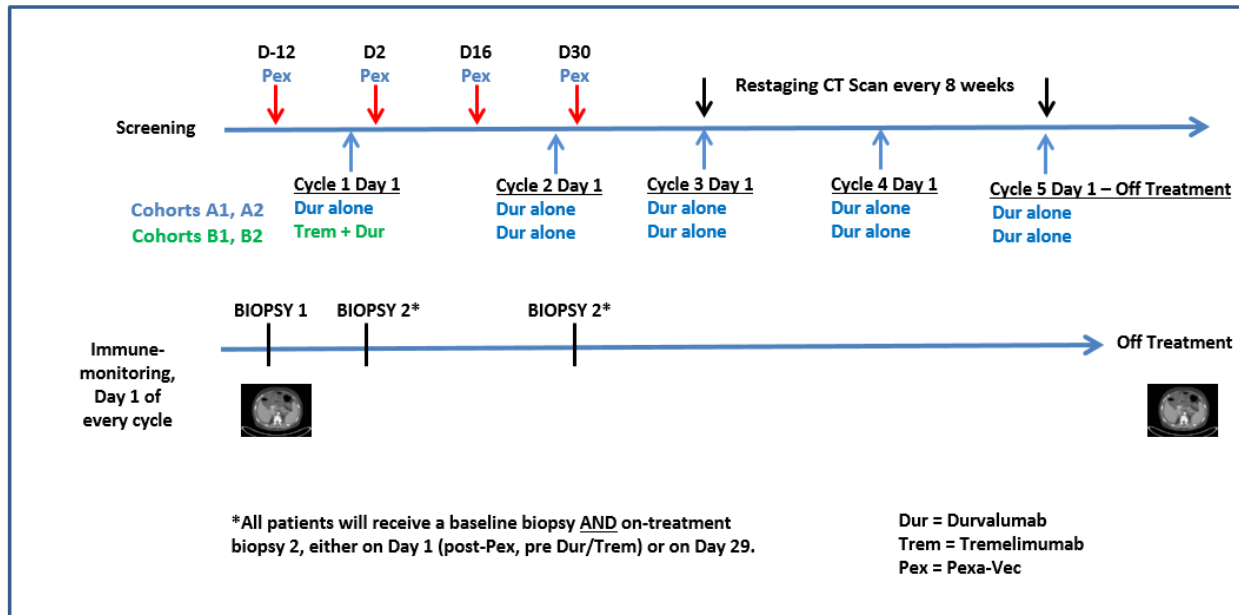 D-12 D2 D16 D30
Pex Pex Pex Pex
Restaging CT Scan every 8 weeks
Screening
Cycle 1 Day 1 Cycle 2 Day 1 Cycle 3 Day 1 Cycle 4 Day 1 Cycle 5 Day 1 – Off Treatment
Cohorts A1, A2 Dur alone Dur alone Dur alone Dur alone Dur alone
Cohorts B1, B2 Trem + Dur Dur alone Dur alone Dur alone Dur alone
BIOPSY 1 BIOPSY 2* BIOPSY 2*
Off Treatment
Immune-
monitoring,
Day 1 of
every cycle
*All patients will receive a baseline biopsy AND on-treatment
biopsy 2, either on Day 1 (post-Pex, pre Dur/Trem) or on Day 29.
Dur = Durvalumab
Trem = Tremelimumab
Pex = Pexa-Vec